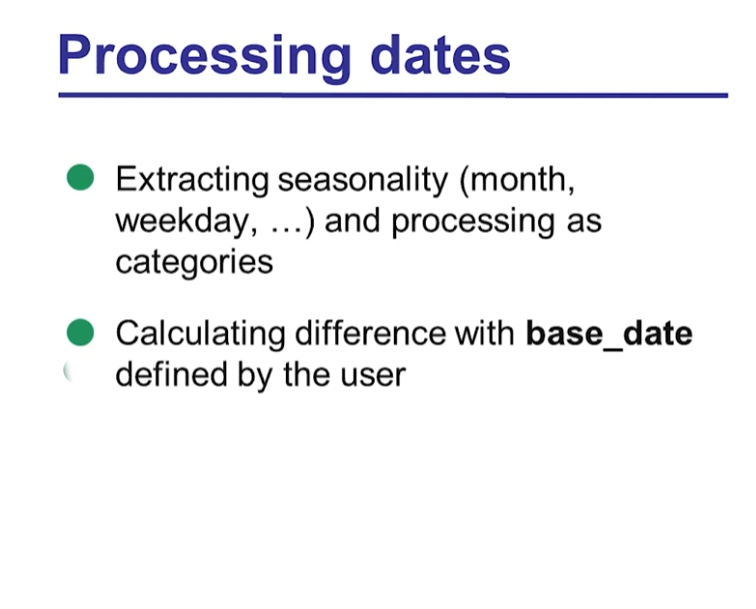 Processing dates
Extracting seasonality (month,
weekday, …) and processing as
categories
Calculating difference with base_date
defined by the user